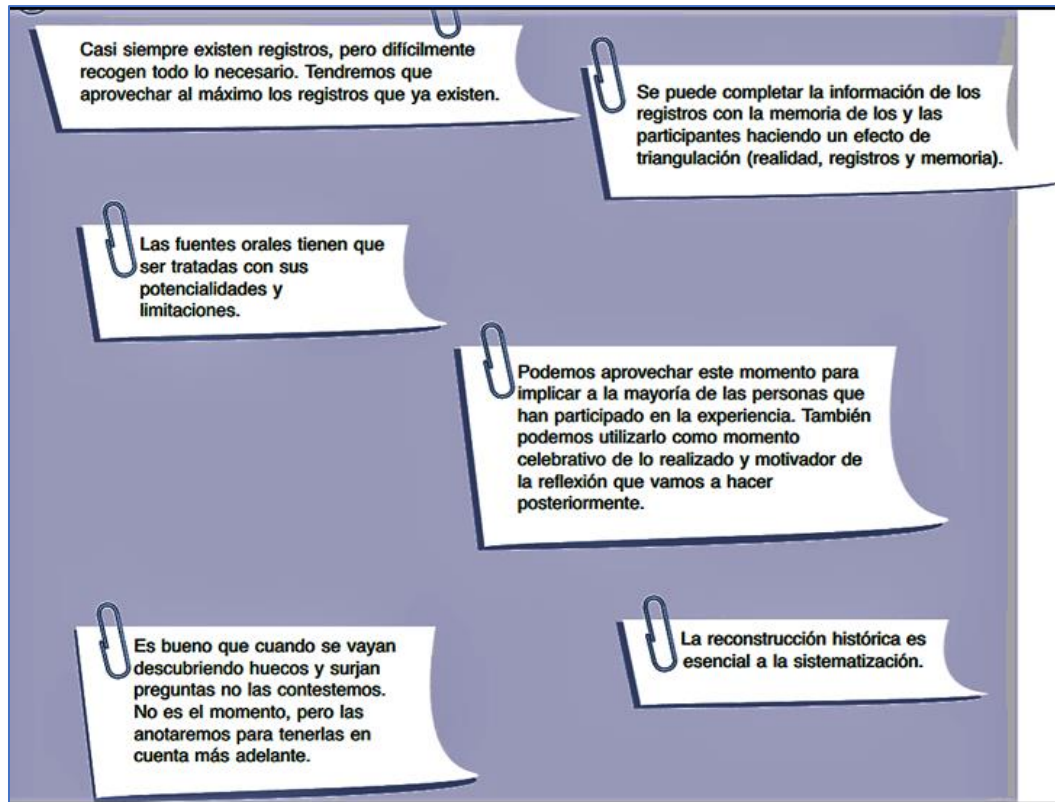 Casi siempre existen registros, pero difícilmente
recogen todo lo necesario. Tendremos que
aprovechar al máximo los registros que ya existen.
Se puede completar la información de los
registros con la memoria de los y las
participantes haciendo un efecto de
triangulación (realidad, registros y memoria).
Las fuentes orales tienen que
ser tratadas con sus
potencialidades y
limitaciones.
Podemos aprovechar este momento para
implicar a la mayoría de las personas que
han participado en la experiencia. También
podemos utilizarlo como momento
celebrativo de lo realizado y motivador de
la reflexión que vamos a hacer
posteriormente.
Es bueno que cuando se vayan
descubriendo huecos y surjan
preguntas no las contestemos.
No es el momento, pero las
anotaremos para tenerlas en
cuenta más adelante.
La reconstrucción histórica es
esencial a la sistematización.